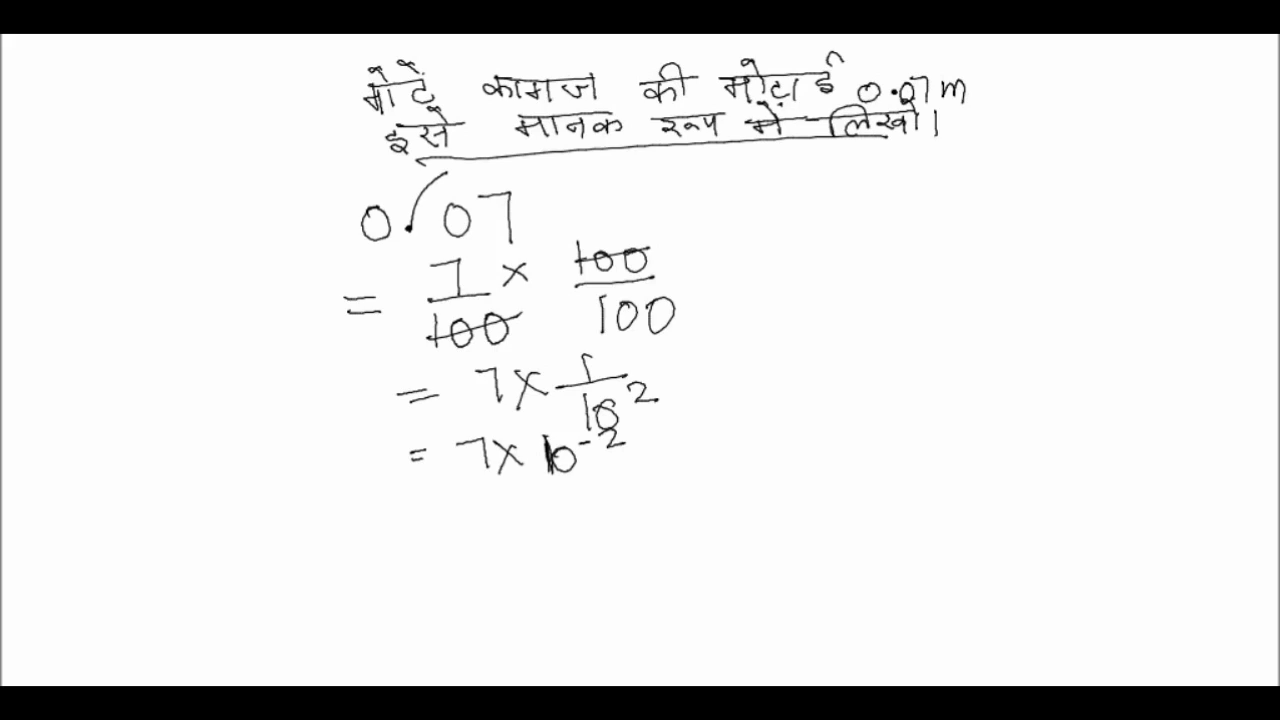 मोटे कागज की मोटाई 0.07m
इसे मानक रूप में लिखो।
0.07
= 7/100 × 100/100
= 7 × 1/10²
= 7 × 10⁻²